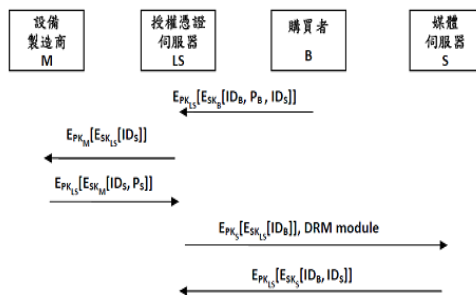 設備
製造商
M
授權憑證
伺服器
LS
購買者
B
媒體
伺服器
S
E_{PK_{LS}}[E_{SK_B}[ID_B, P_B , ID_S]]
E_{PK_M}[E_{SK_{LS}}[ID_S]]
E_{PK_{LS}}[E_{SK_M}[ID_S, P_S]]
E_{PK_S}[E_{SK_{LS}}[ID_B]], DRM module
E_{PK_{LS}}[E_{SK_S}[ID_B, ID_S]]